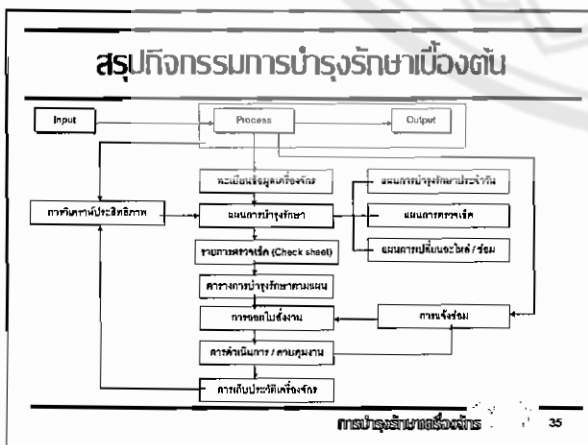 สรุปกิจกรรมการบำรุงรักษาเบื้องต้น
Input
Process
Output
ทะเบียนข้อมูลเครื่องจักร
แผนการบำรุงรักษาประจำวัน
การวิเคราะห์ประสิทธิภาพ
แผนการบำรุงรักษา
แผนการตรวจเช็ค
รายการตรวจเช็ค (Check sheet)
แผนการเปลี่ยนอะไหล่ / ซ่อม
ตารางการบำรุงรักษาตามแผน
การออกใบสั่งงาน
การแจ้งซ่อม
การดำเนินการ / ควบคุมงาน
การเก็บประวัติเครื่องจักร
การบำรุงรักษาเครื่องจักร
35